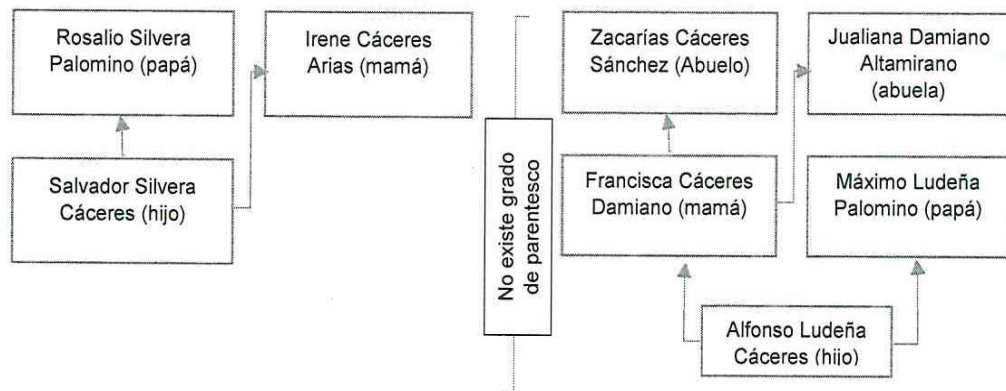 Rosalio Silvera
Palomino (papá)
Irene Cáceres
Arias (mamá)
Salvador Silvera
Cáceres (hijo)
No existe grado
de parentesco
Zacarías Cáceres
Sánchez (Abuelo)
Jualiana Damiano
Altamirano
(abuela)
Francisca Cáceres
Damiano (mamá)
Máximo Ludeña
Palomino (papá)
Alfonso Ludeña
Cáceres (hijo)